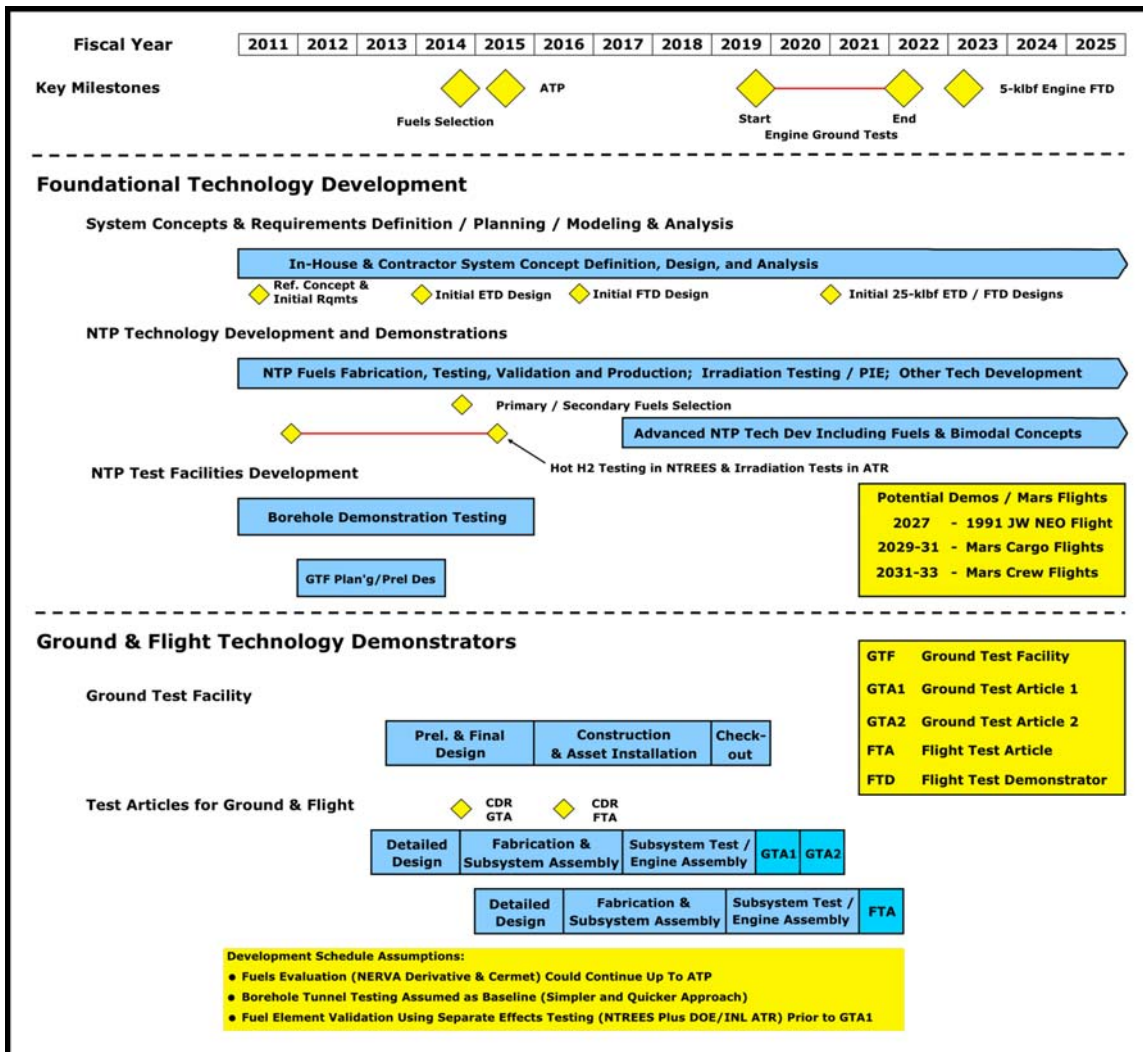 Fiscal Year 2011 2012 2013 2014 2015 2016 2017 2018 2019 2020 2021 2022 2023 2024 2025
Key Milestones
ATP
5-klbf Engine FTD
Fuels Selection
Start
End
Engine Ground Tests
Foundational Technology Development
System Concepts & Requirements Definition / Planning / Modeling & Analysis
In-House & Contractor System Concept Definition, Design, and Analysis
Ref. Concept &
Initial Rqmts
Initial ETD Design
Initial FTD Design
Initial 25-klbf ETD / FTD Designs
NTP Technology Development and Demonstrations
NTP Fuels Fabrication, Testing, Validation and Production; Irradiation Testing / PIE; Other Tech Development
Primary / Secondary Fuels Selection
Advanced NTP Tech Dev Including Fuels & Bimodal Concepts
Hot H2 Testing in NTREES & Irradiation Tests in ATR
NTP Test Facilities Development
Borehole Demonstration Testing
GTF Plan'g/Prel Des
Potential Demos / Mars Flights
2027 - 1991 JW NEO Flight
2029-31 - Mars Cargo Flights
2031-33 - Mars Crew Flights
Ground & Flight Technology Demonstrators
GTF Ground Test Facility
GTA1 Ground Test Article 1
GTA2 Ground Test Article 2
FTA Flight Test Article
FTD Flight Test Demonstrator
Ground Test Facility
Prel. & Final
Design
Construction
& Asset Installation
Check-
out
Test Articles for Ground & Flight
CDR
GTA
CDR
FTA
Detailed
Design
Fabrication &
Subsystem Assembly
Subsystem Test /
Engine Assembly
GTA1
GTA2
Detailed
Design
Fabrication &
Subsystem Assembly
Subsystem Test /
Engine Assembly
FTA
Development Schedule Assumptions:
● Fuels Evaluation (NERVA Derivative & Cermet) Could Continue Up To ATP
● Borehole Tunnel Testing Assumed as Baseline (Simpler and Quicker Approach)
● Fuel Element Validation Using Separate Effects Testing (NTREES Plus DOE/INL ATR) Prior to GTA1